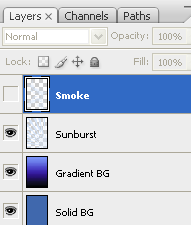 Layers × Channels Paths
Normal Opacity: 100%
Lock: Fill: 100%
Smoke
Sunburst
Gradient BG
Solid BG